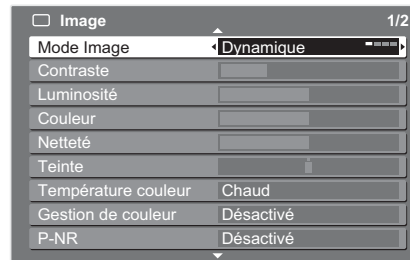 Image 1/2
Mode Image Dynamique
Contraste
Luminosité
Couleur
Netteté
Teinte
Température couleur Chaud
Gestion de couleur Désactivé
P-NR Désactivé